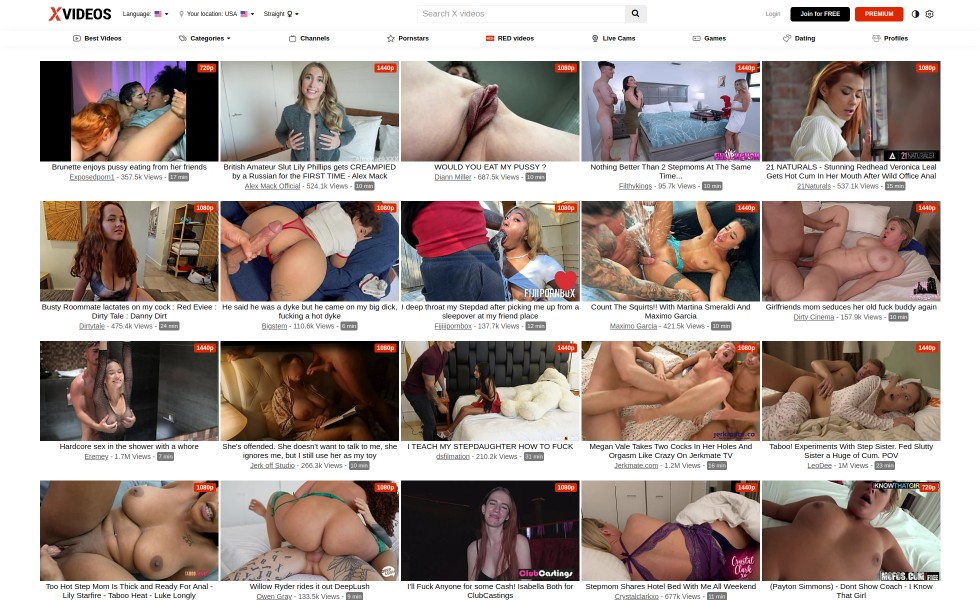 XVIDEOS
Language:
Your location: USA
Straight
Search X videos
Login
Join for FREE
PREMIUM
Best Videos
Categories
Channels
Pornstars
RED videos
Live Cams
Games
Dating
Profiles
720p
1440p
1080p
1440p
1080p
21 NATURALS
Brunette enjoys pussy eating from her friends
Exposedporn1 - 357.5k Views - 17 min
British Amateur Slut Lily Phillips gets CREAMPIED
by a Russian for the FIRST TIME - Alex Mack
Alex Mack Official - 524.1k Views - 10 min
WOULD YOU EAT MY PUSSY ?
Diann Miller - 687.5k Views - 10 min
Nothing Better Than 2 Stepmoms At The Same
Time...
Filthykings - 95.7k Views - 10 min
21 NATURALS - Stunning Redhead Veronica Leal
Gets Hot Cum in Her Mouth After Wild Office Anal
21Naturals - 537.1k Views - 15 min
1080p
1080p
1080p
1440p
1440p
FIJIIPORNBOX
Busty Roommate lactates on my cock : Red Eviee :
Dirty Tale : Danny Dirt
Dirtytale - 475.4k Views - 24 min
He said he was a dyke but he came on my big dick,
fucking a hot dyke
Bigstem - 110.6k Views - 6 min
I deep throat my Stepdad after picking me up from a
sleepover at my friend place
Fijiiipornbox - 137.7k Views - 12 min
Count The Squirts!! With Martina Smeraldi And
Maximo Garcia
Maximo Garcia - 421.5k Views - 10 min
Girlfriends mom seduces her old fuck buddy again
Dirty Cinema - 157.9k Views - 10 min
1440p
1080p
1440p
1080p
1440p
jerkmate.co
Hardcore sex in the shower with a whore
Eremey - 1.7M Views - 7 min
She's offended. She doesn't want to talk to me, she
ignores me, but I still use her as my toy
Jerk off Studio - 266.3k Views - 10 min
I TEACH MY STEPDAUGHTER HOW TO FUCK
dsfilmation - 210.2k Views - 31 min
Megan Vale Takes Two Cocks In Her Holes And
Orgasm Like Crazy On Jerkmate TV
Jerkmate.com - 1.2M Views - 16 min
Taboo! Experiments With Step Sister. Fed Slutty
Sister a Huge of Cum. POV
LeoDee - 1M Views - 23 min
1080p
1080p
1080p
1440p
KNOWTHATGIR
720p
ClubCastings
Crystal
Clark
MOFOS.COM FREE
Too Hot Step Mom Is Thick and Ready For Anal -
Lily Starfire - Taboo Heat - Luke Longly
Willow Ryder rides it out DeepLush
Owen Gray - 133.5k Views - 9 min
I'll Fuck Anyone for some Cash! Isabella Both for
ClubCastings
Stepmom Shares Hotel Bed With Me All Weekend
Crystalclarkxo - 677k Views - 11 min
(Payton Simmons) - Dont Show Coach - I Know
That Girl